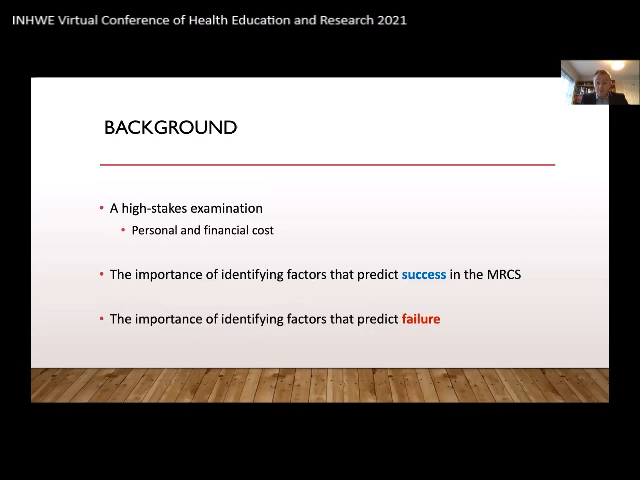 INHWE Virtual Conference of Health Education and Research 2021
BACKGROUND
• A high-stakes examination
• Personal and financial cost
• The importance of identifying factors that predict success in the MRCS
• The importance of identifying factors that predict failure